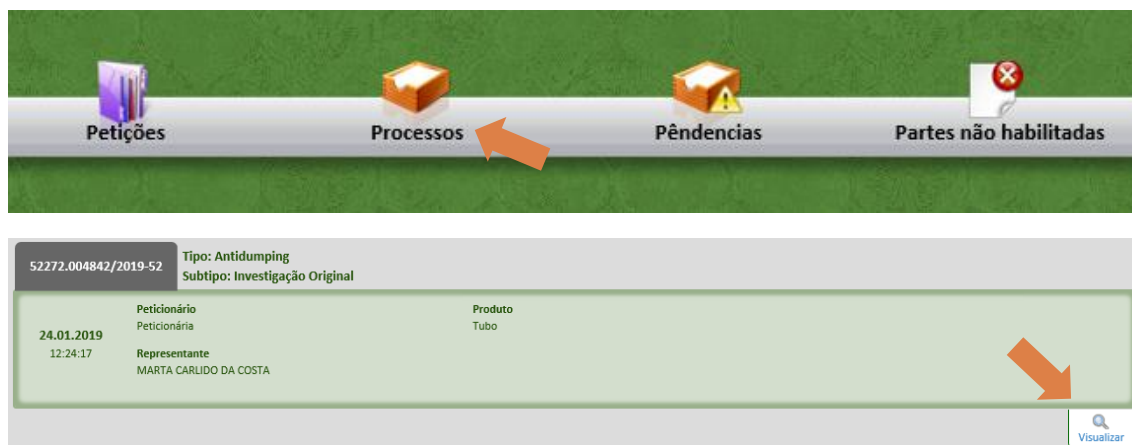 Petições
Processos
Pêndencias
Partes não habilitadas
52272.004842/2019-52
Tipo: Antidumping
Subtipo: Investigação Original
24.01.2019
12:24:17
Peticionário
Peticionária
Representante
MARTA CARLIDO DA COSTA
Produto
Tubo
Visualizar